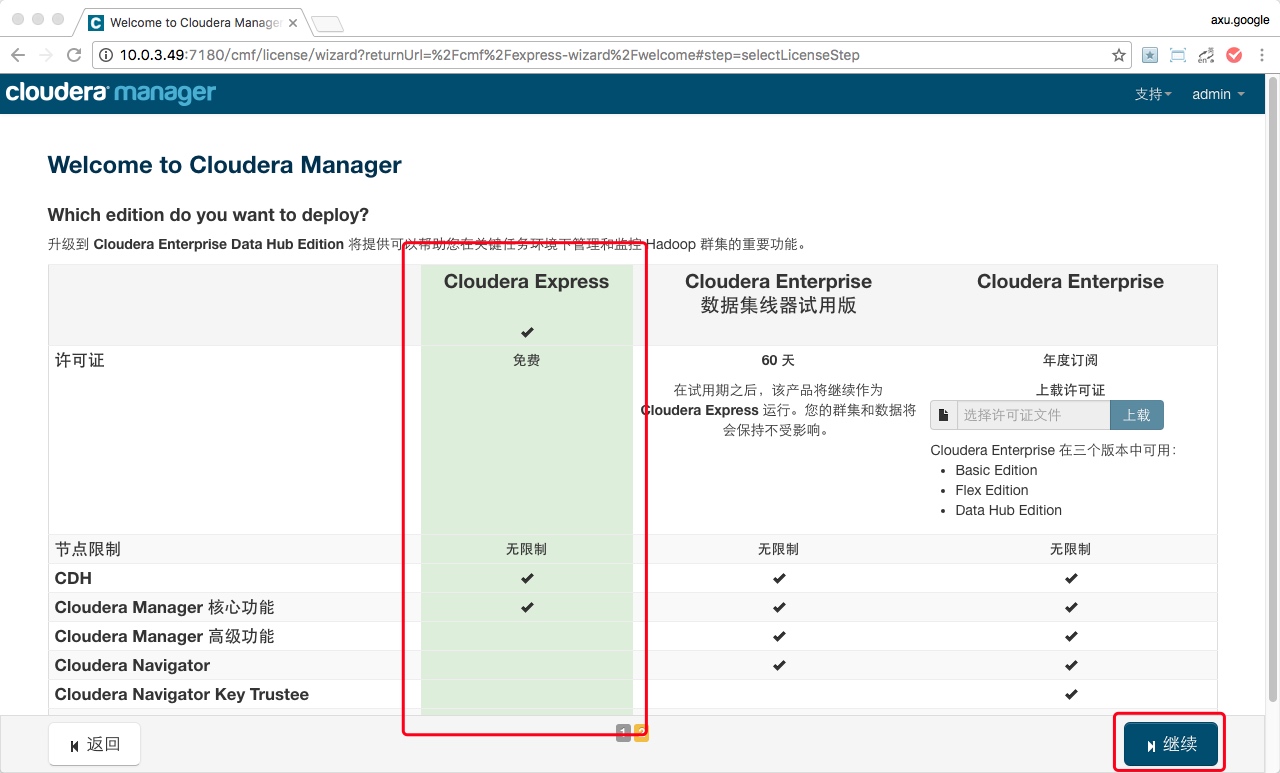 Welcome to Cloudera Manage
axu.google
10.0.3.49:7180/cmf/license/wizard?returnUrl=%2Fcmf%2Fexpress-wizard%2Fwelcome#step=selectLicenseStep
cloudera manager
支持
admin
Welcome to Cloudera Manager
Which edition do you want to deploy?
升级到 Cloudera Enterprise Data Hub Edition 将提供可以帮助您在关键任务环境下管理和监控 Hadoop 群集的重要功能。
Cloudera Express
Cloudera Enterprise
数据集线器试用版
Cloudera Enterprise
许可证
免费
60 天
年度订阅
在试用期之后，该产品将继续作为
Cloudera Express 运行。您的群集和数据将
会保持不受影响。
上载许可证
选择许可证文件
上载
Cloudera Enterprise 在三个版本中可用：
• Basic Edition
• Flex Edition
• Data Hub Edition
节点限制
无限制
无限制
无限制
CDH
Cloudera Manager 核心功能
Cloudera Manager 高级功能
Cloudera Navigator
Cloudera Navigator Key Trustee
返回
1
2
继续